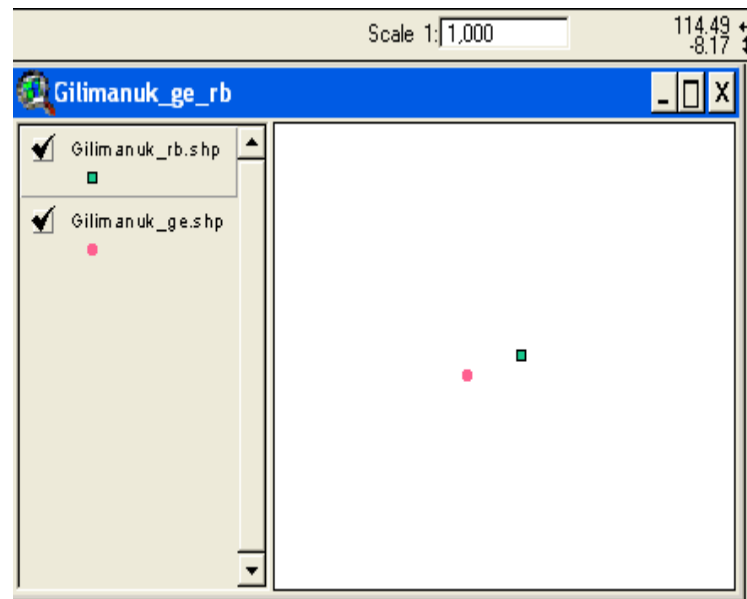 Scale 1: 1,000
114.49
-8.17
Gilimanuk_ge_rb
Gilimanuk_rb.shp
Gilimanuk_ge.shp